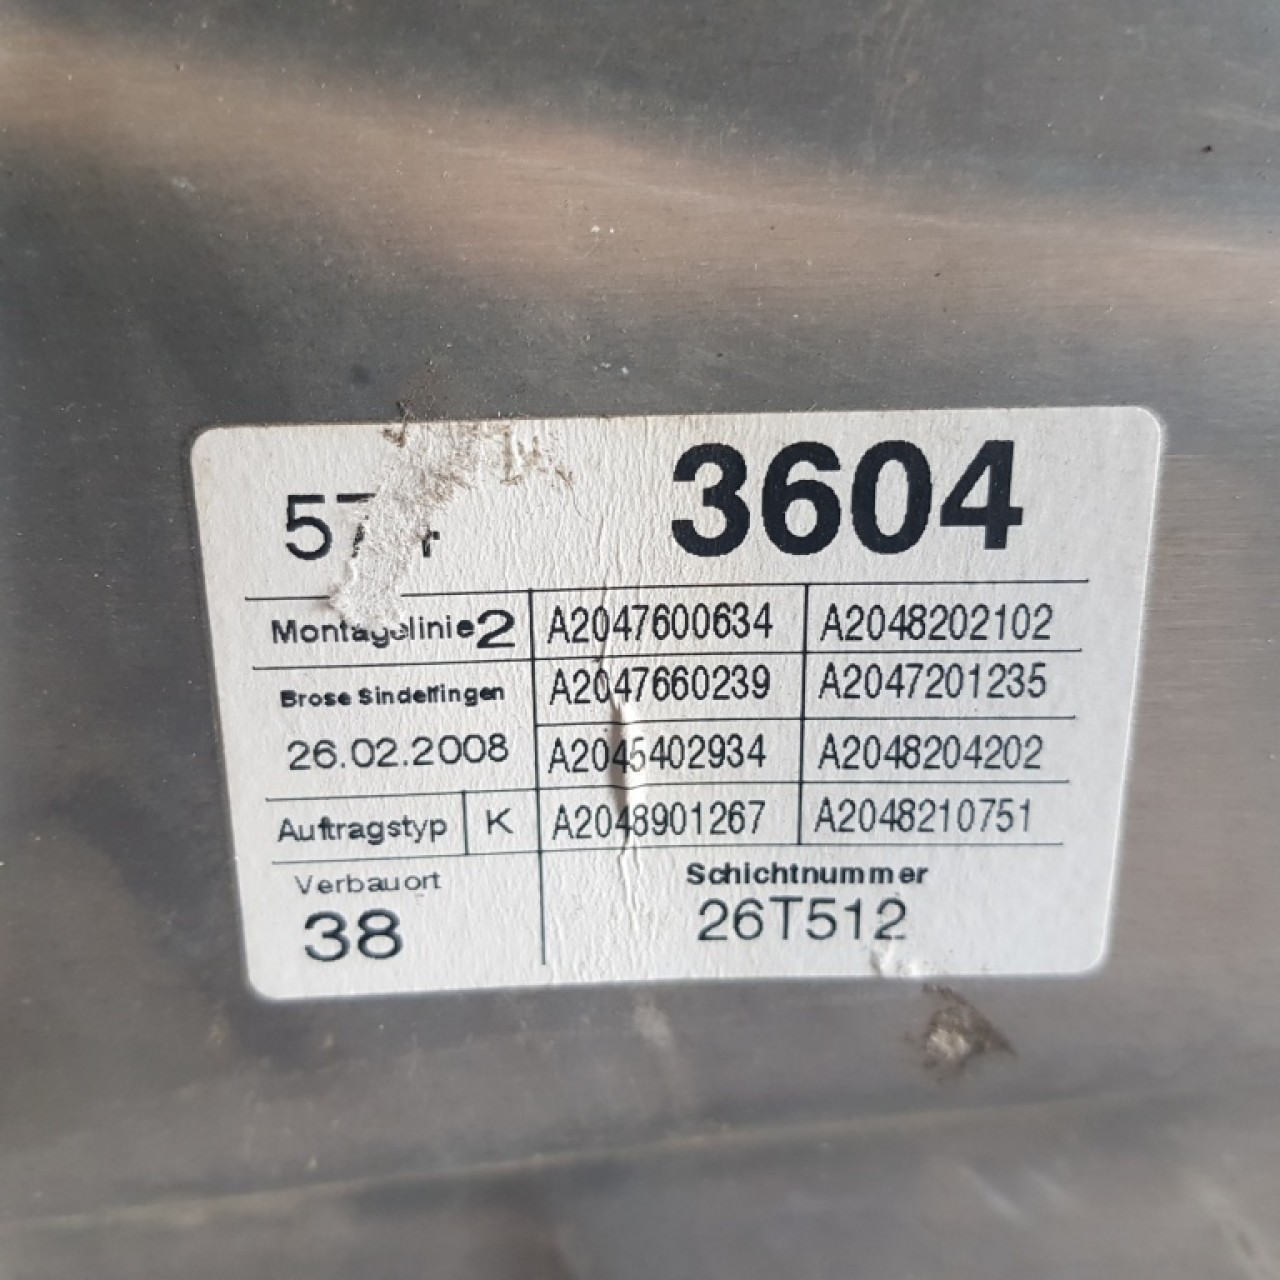 3604
Montagelinie 2 A2047600634 A2048202102
Brose Sindelfingen A2047660239 A2047201235
26.02.2008 A2045402934 A2048204202
Auftragstyp K A2048901267 A2048210751
Verbauort Schichtnummer
38 26T512